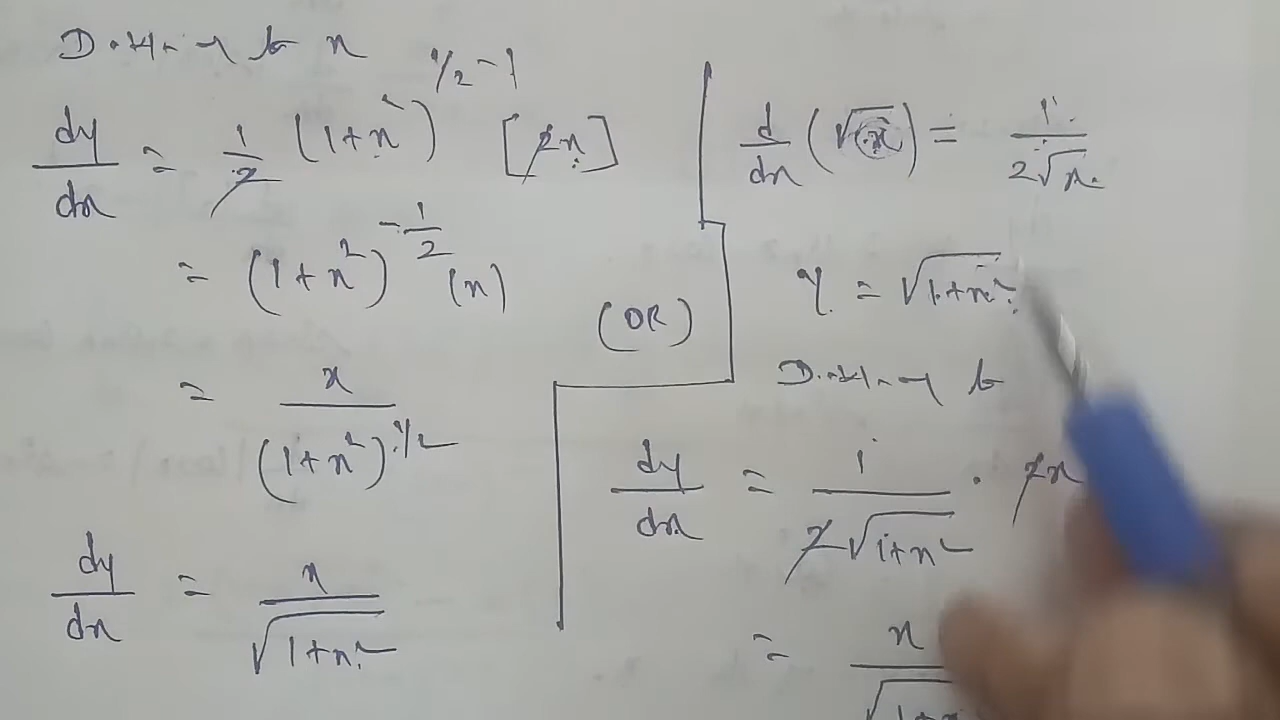 D.w.r to x
dy/dx = 1/2 (1+x²)^(1/2 - 1) [2x]
= (1+x²)^(-1/2) (x)
= x/(1+x²)^(1/2)
dy/dx = x/√(1+x²)
(OR)
d/dx (√x) = 1/(2√x)
y = √(1+x²)
D.w.r to
dy/dx = 1/(2√(1+x²)) · 2x
= x/√(1+x